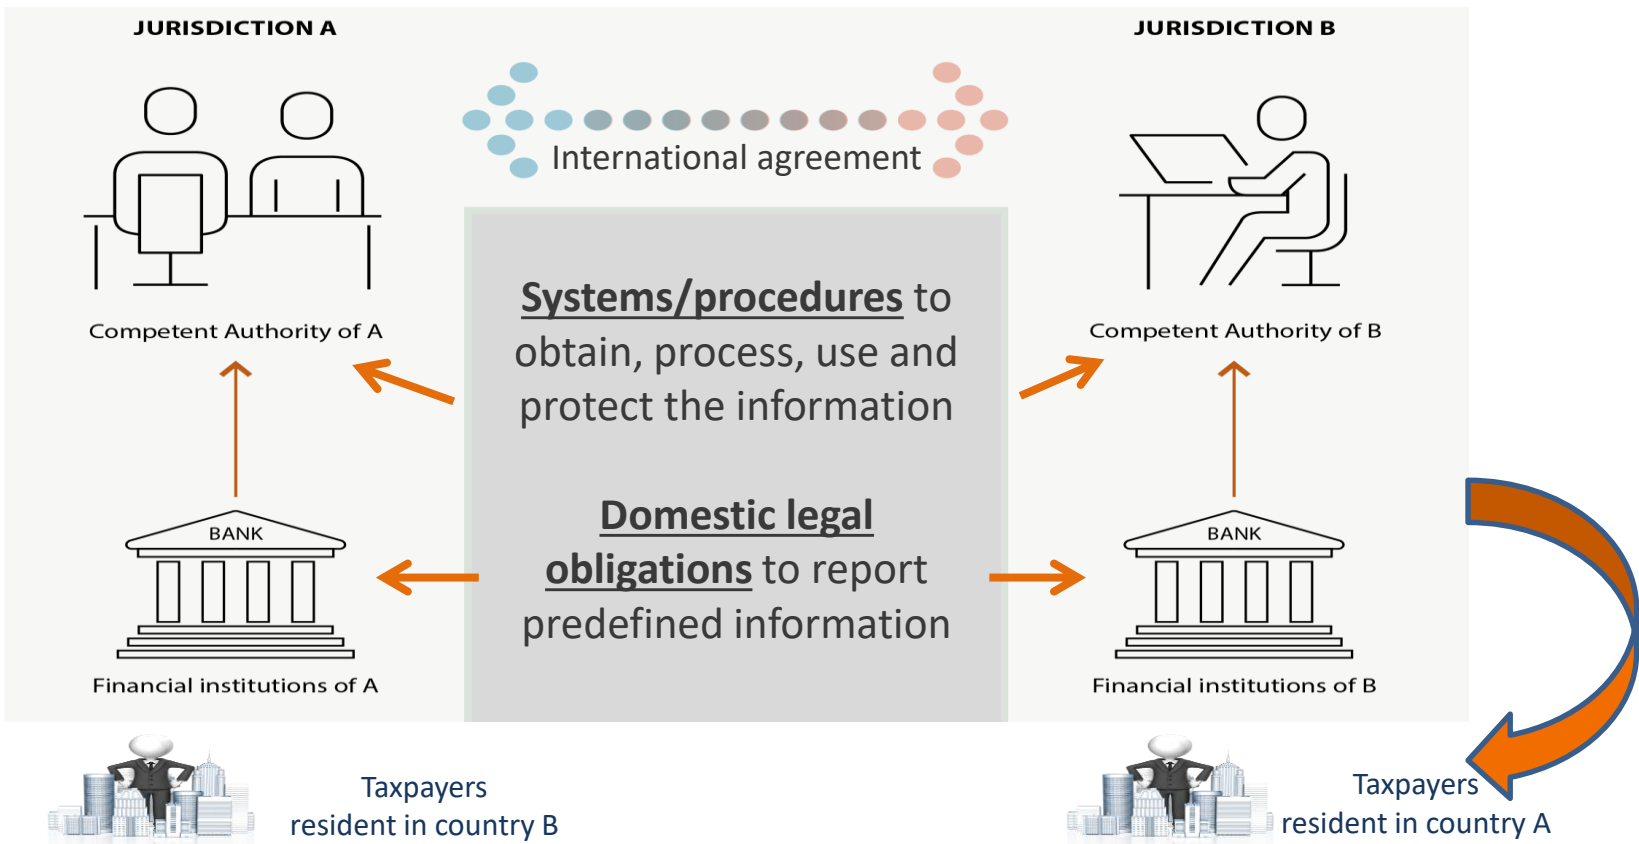 JURISDICTION A
JURISDICTION B
International agreement
Competent Authority of A
Competent Authority of B
Systems/procedures to
obtain, process, use and
protect the information
Domestic legal
obligations to report
predefined information
BANK
BANK
Financial institutions of A
Financial institutions of B
Taxpayers
resident in country B
Taxpayers
resident in country A